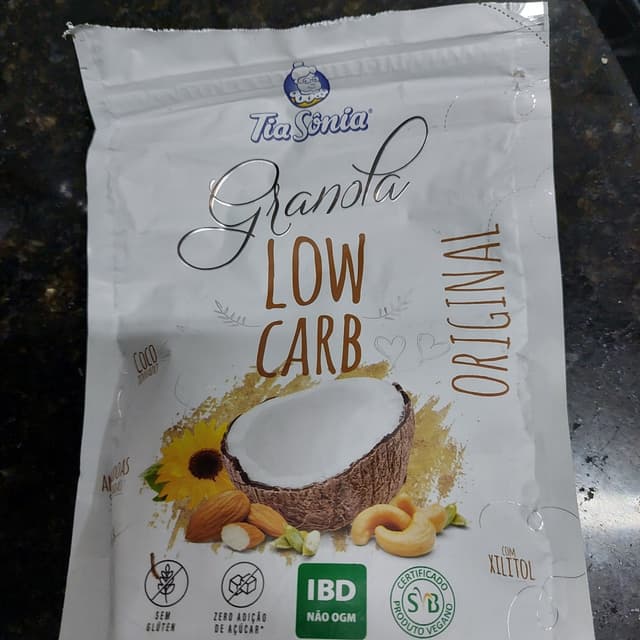 Tia Sônia
Granola
LOW
CARB
ORIGINAL
COCO
COM
XILITOL
SEM
GLÚTEN
ZERO ADIÇÃO
DE AÇÚCAR*
IBD
NÃO OGM
CERTIFICADO
SVB
PRODUTO VEGANO